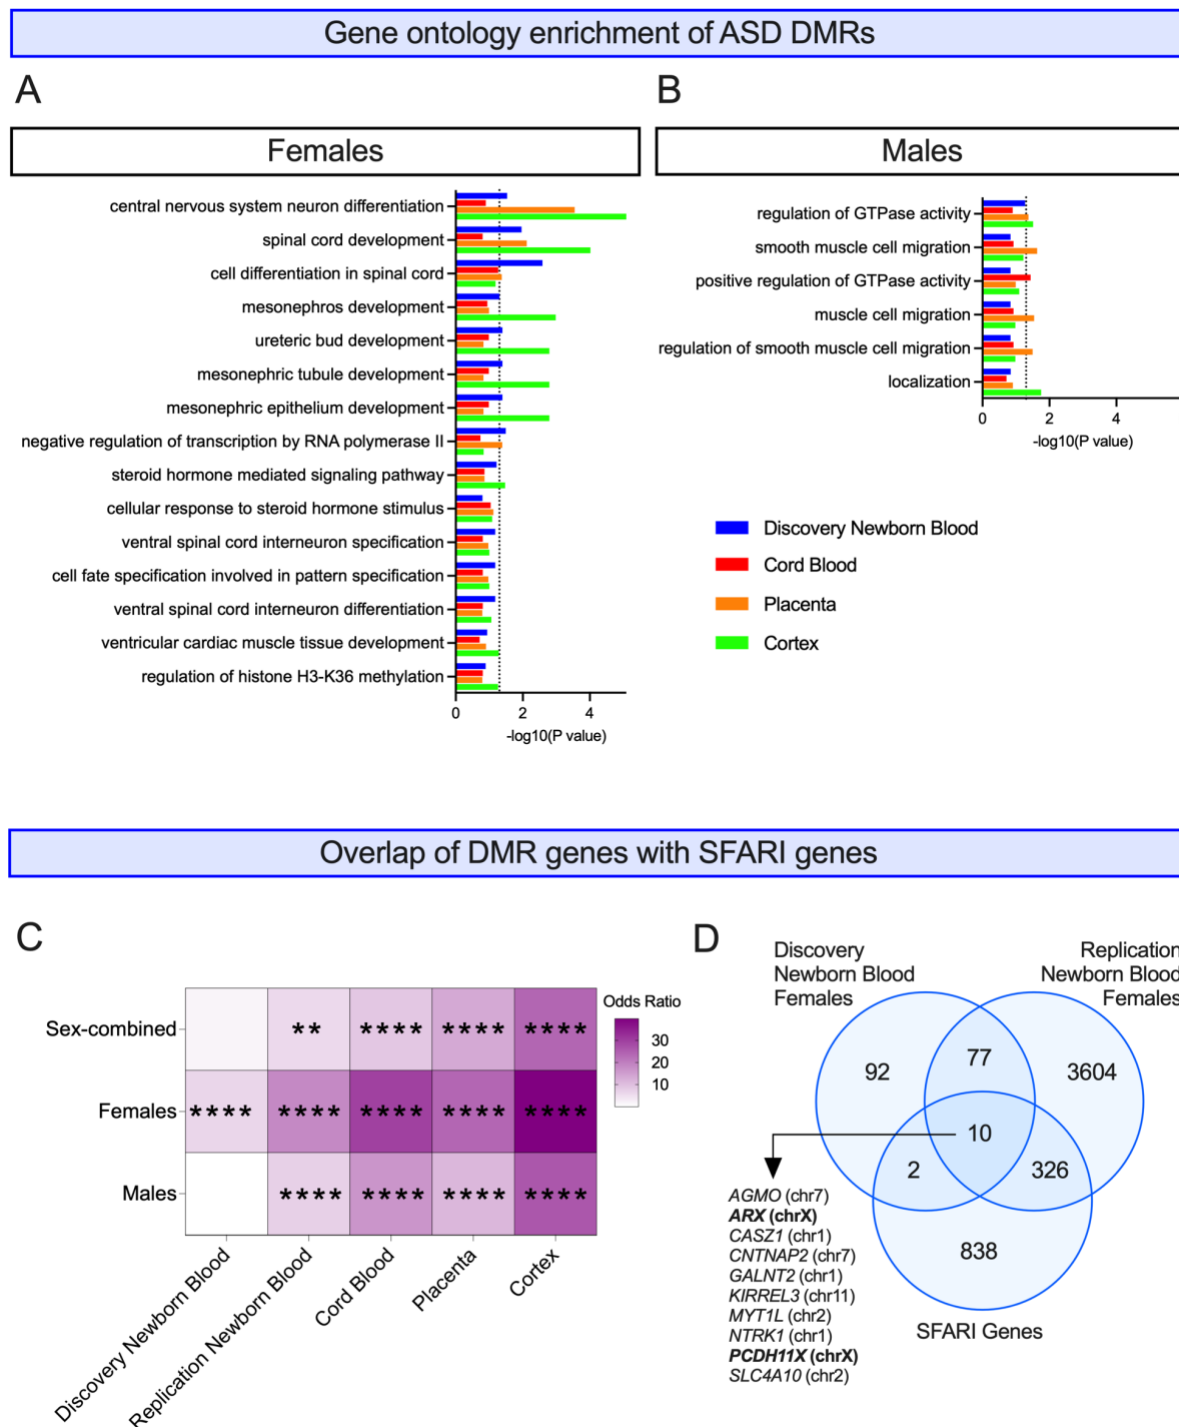 Gene ontology enrichment of ASD DMRs
A
Females
central nervous system neuron differentiation
spinal cord development
cell differentiation in spinal cord
mesonephros development
ureteric bud development
mesonephric tubule development
mesonephric epithelium development
negative regulation of transcription by RNA polymerase II
steroid hormone mediated signaling pathway
cellular response to steroid hormone stimulus
ventral spinal cord interneuron specification
cell fate specification involved in pattern specification
ventral spinal cord interneuron differentiation
ventricular cardiac muscle tissue development
regulation of histone H3-K36 methylation
0 2 4
-log10(P value)
B
Males
regulation of GTPase activity
smooth muscle cell migration
positive regulation of GTPase activity
muscle cell migration
regulation of smooth muscle cell migration
localization
0 2 4
-log10(P value)
Discovery Newborn Blood
Cord Blood
Placenta
Cortex
Overlap of DMR genes with SFARI genes
C
Sex-combined
** **** **** ****
Females
**** **** **** **** ****
Males
**** **** **** ****
Discovery Newborn Blood
Replication Newborn Blood
Cord Blood
Placenta
Cortex
Odds Ratio
30
20
10
D
Discovery
Newborn Blood
Females
Replication
Newborn Blood
Females
92
77
3604
10
2
326
838
SFARI Genes
AGMO (chr7)
ARX (chrX)
CASZ1 (chr1)
CNTNAP2 (chr7)
GALNT2 (chr1)
KIRREL3 (chr11)
MYT1L (chr2)
NTRK1 (chr1)
PCDH11X (chrX)
SLC4A10 (chr2)